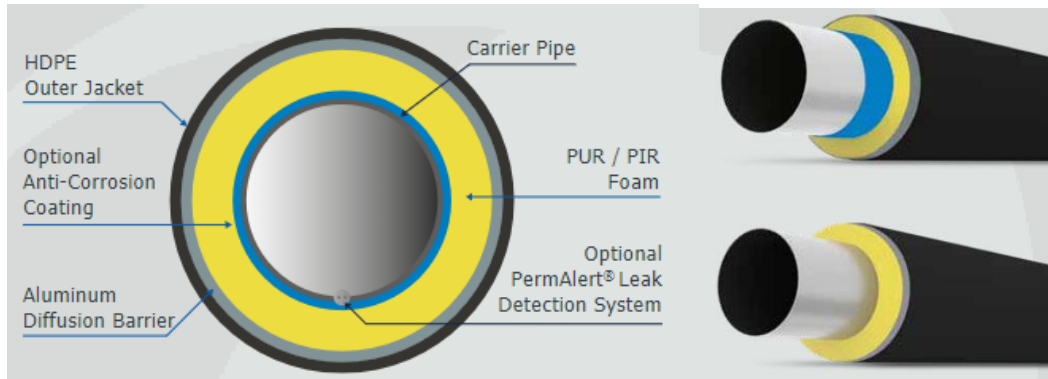 HDPE
Outer Jacket
Carrier Pipe
Optional
Anti-Corrosion
Coating
PUR / PIR
Foam
Aluminum
Diffusion Barrier
Optional
PermAlert® Leak
Detection System